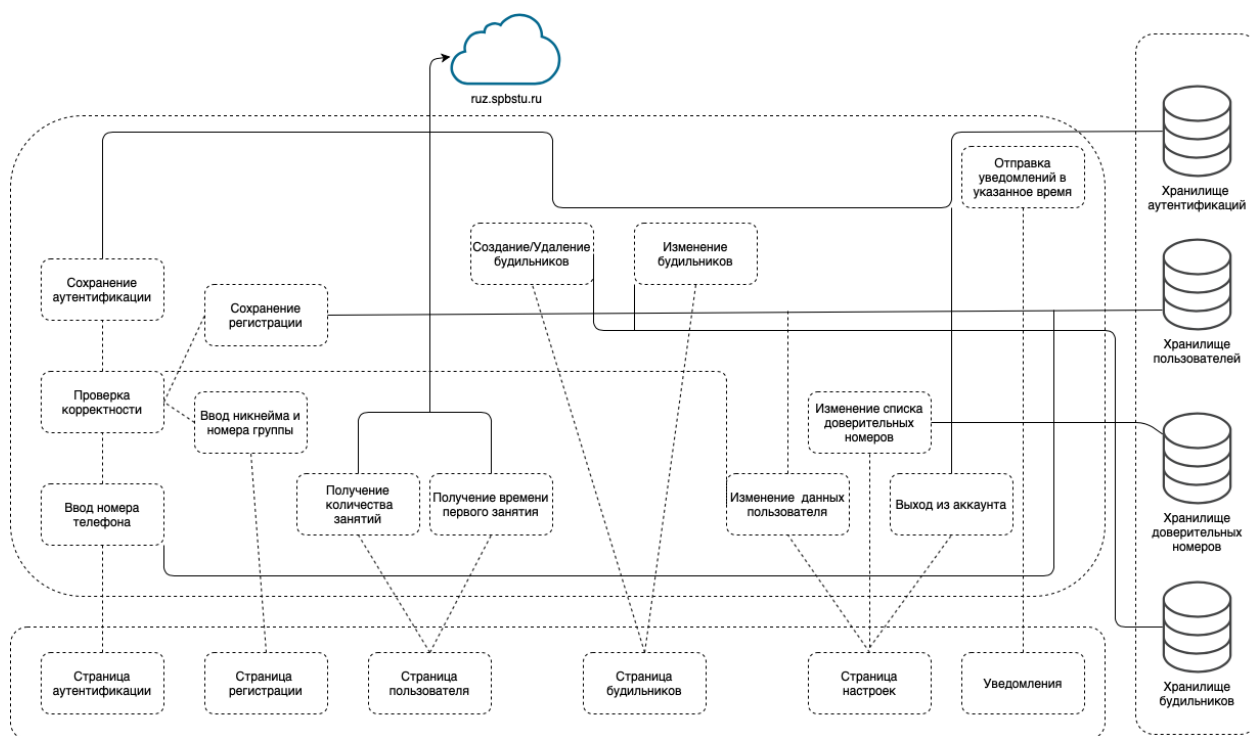 ruz.spbstu.ru
Отправка
уведомлений в
указанное время
Хранилище
аутентификаций
Создание/Удаление
будильников
Изменение
будильников
Сохранение
аутентификации
Сохранение
регистрации
Хранилище
пользователей
Проверка
корректности
Ввод никнейма и
номера группы
Изменение списка
доверительных
номеров
Ввод номера
телефона
Получение
количества
занятий
Получение времени
первого занятия
Изменение данных
пользователя
Выход из аккаунта
Хранилище
доверительных
номеров
Страница
аутентификации
Страница
регистрации
Страница
пользователя
Страница
будильников
Страница
настроек
Уведомления
Хранилище
будильников